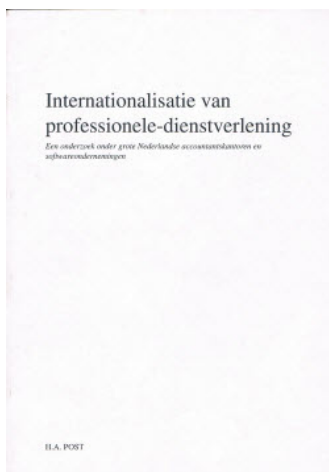 Internationalisatie van
professionele-dienstverlening
Een onderzoek onder grote Nederlandse accountantskantoren en
softwareondernemingen
H.A. POST